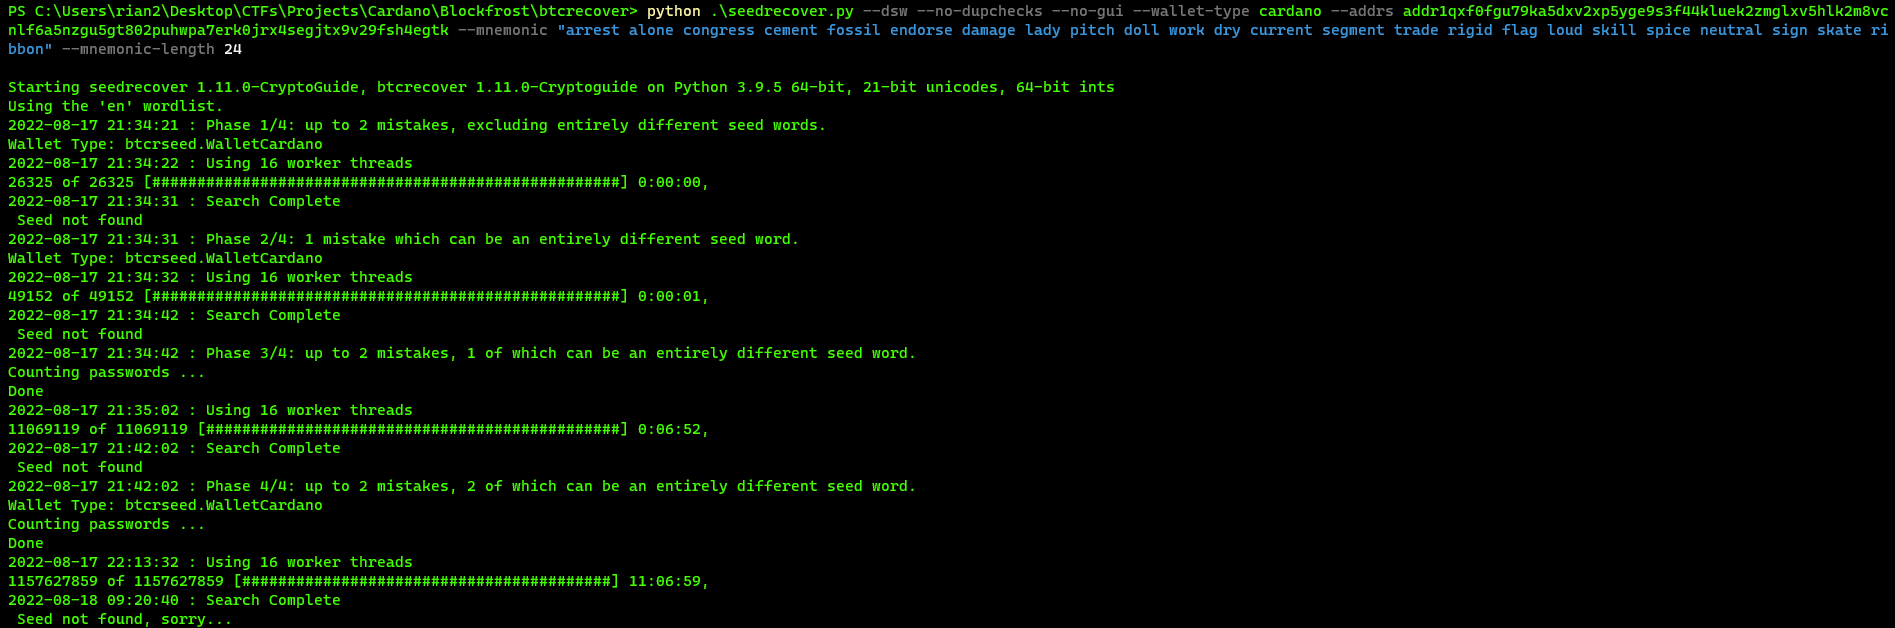 PS C:\Users\rian2\Desktop\CTFs\Projects\Cardano\Blockfrost\btcrecover> python .\seedrecover.py --dsw --no-dupchecks --no-gui --wallet-type cardano --addrs addr1qxf0fgu79ka5dxv2xp5yge9s3f44kluek2zmglxv5hlk2m8vc
nlf6a5nzgu5gt802puhwpa7erk0jrx4segjtx9v29fsh4egtk --mnemonic "arrest alone congress cement fossil endorse damage lady pitch doll work dry current segment trade rigid flag loud skill spice neutral sign skate ri
bbon" --mnemonic-length 24
Starting seedrecover 1.11.0-CryptoGuide, btcrecover 1.11.0-Cryptoguide on Python 3.9.5 64-bit, 21-bit unicodes, 64-bit ints
Using the 'en' wordlist.
2022-08-17 21:34:21 : Phase 1/4: up to 2 mistakes, excluding entirely different seed words.
Wallet Type: btcrseed.WalletCardano
2022-08-17 21:34:22 : Using 16 worker threads
26325 of 26325 [####################################################] 0:00:00,
2022-08-17 21:34:31 : Search Complete
 Seed not found
2022-08-17 21:34:31 : Phase 2/4: 1 mistake which can be an entirely different seed word.
Wallet Type: btcrseed.WalletCardano
2022-08-17 21:34:32 : Using 16 worker threads
49152 of 49152 [####################################################] 0:00:01,
2022-08-17 21:34:42 : Search Complete
 Seed not found
2022-08-17 21:34:42 : Phase 3/4: up to 2 mistakes, 1 of which can be an entirely different seed word.
Counting passwords ...
Done
2022-08-17 21:35:02 : Using 16 worker threads
11069119 of 11069119 [##############################################] 0:06:52,
2022-08-17 21:42:02 : Search Complete
 Seed not found
2022-08-17 21:42:02 : Phase 4/4: up to 2 mistakes, 2 of which can be an entirely different seed word.
Wallet Type: btcrseed.WalletCardano
Counting passwords ...
Done
2022-08-17 22:13:32 : Using 16 worker threads
1157627859 of 1157627859 [#########################################] 11:06:59,
2022-08-18 09:20:40 : Search Complete
 Seed not found, sorry...